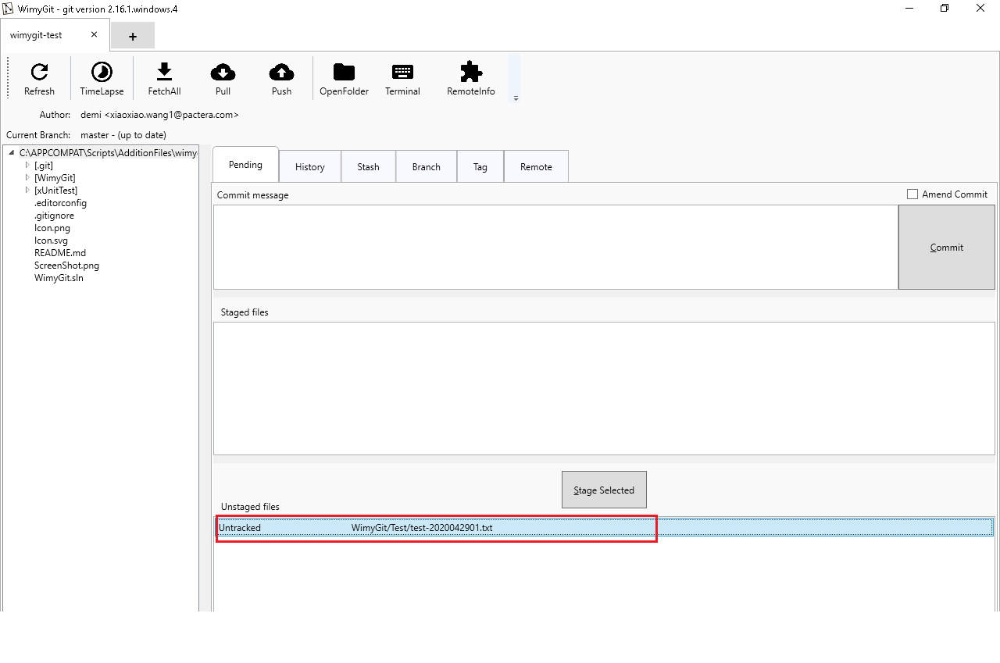 WimyGit - git version 2.16.1.windows.4
wimygit-test ✕ +
Refresh TimeLapse FetchAll Pull Push OpenFolder Terminal RemoteInfo
Author: demi <xiaoxiao.wang1@pactera.com>
Current Branch: master - (up to date)
C:\APPCOMPAT\Scripts\AdditionFiles\wimy
[.git]
[WimyGit]
[xUnitTest]
.editorconfig
.gitignore
Icon.png
Icon.svg
README.md
ScreenShot.png
WimyGit.sln
Pending History Stash Branch Tag Remote
Commit message Amend Commit
Commit
Staged files
Stage Selected
Unstaged files
Untracked WimyGit/Test/test-2020042901.txt